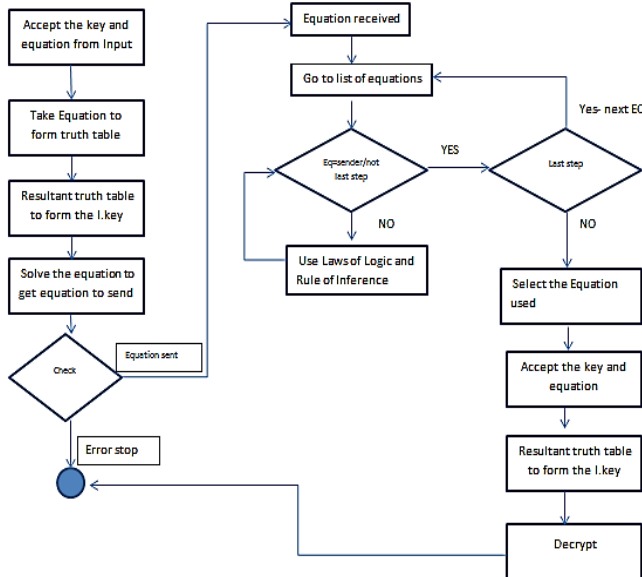 Accept the key and
equation from Input
Take Equation to
form truth table
Resultant truth table
to form the I.key
Solve the equation to
get equation to send
Check
Equation sent
Error stop
Equation received
Go to list of equations
Eq=sender/not
last step
YES
NO
Use Laws of Logic and
Rule of Inference
Yes- next EQ
Last step
NO
Select the Equation
used
Accept the key and
equation
Resultant truth table
to form the I.key
Decrypt